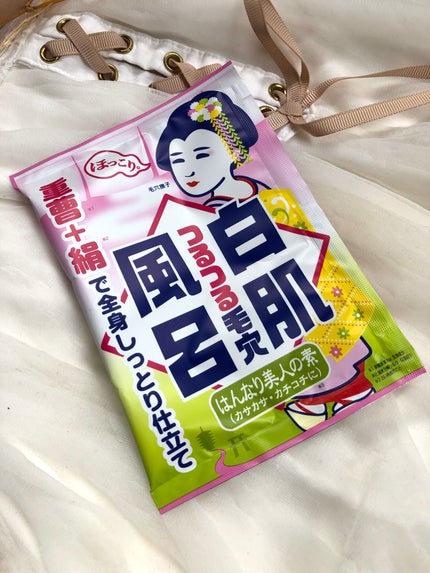 ほっこり
毛穴撫子
重曹+絹で全身しっとり仕立て
白肌
つるつる毛穴
風呂
はんなり美人の素
(カサカサ・カチコチに)